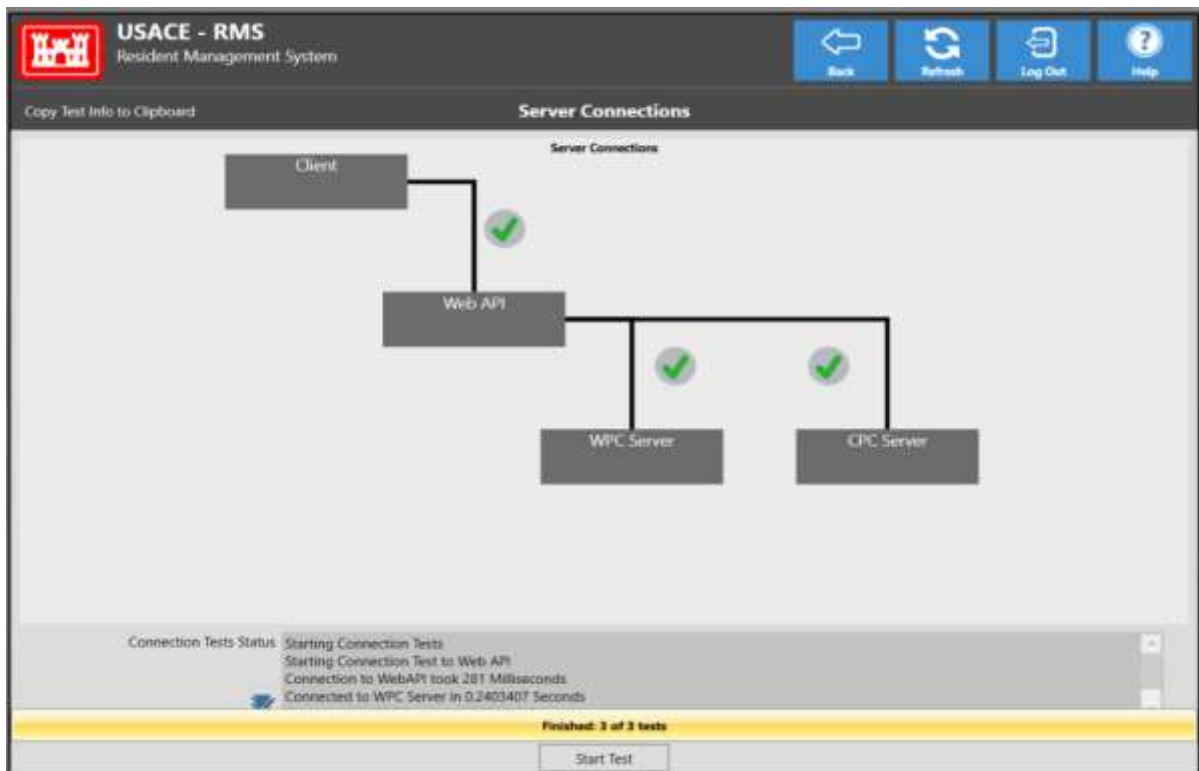 USACE - RMS
Resident Management System
Back
Refresh
Log Out
Help
Copy Test Info to Clipboard
Server Connections
Server Connections
Client
Web API
WPC Server
CPC Server
Connection Tests Status
Starting Connection Tests
Starting Connection Test to Web API
Connection to WebAPI took 281 Milliseconds
Connected to WPC Server in 0.2403407 Seconds
Finished: 3 of 3 tests
Start Test